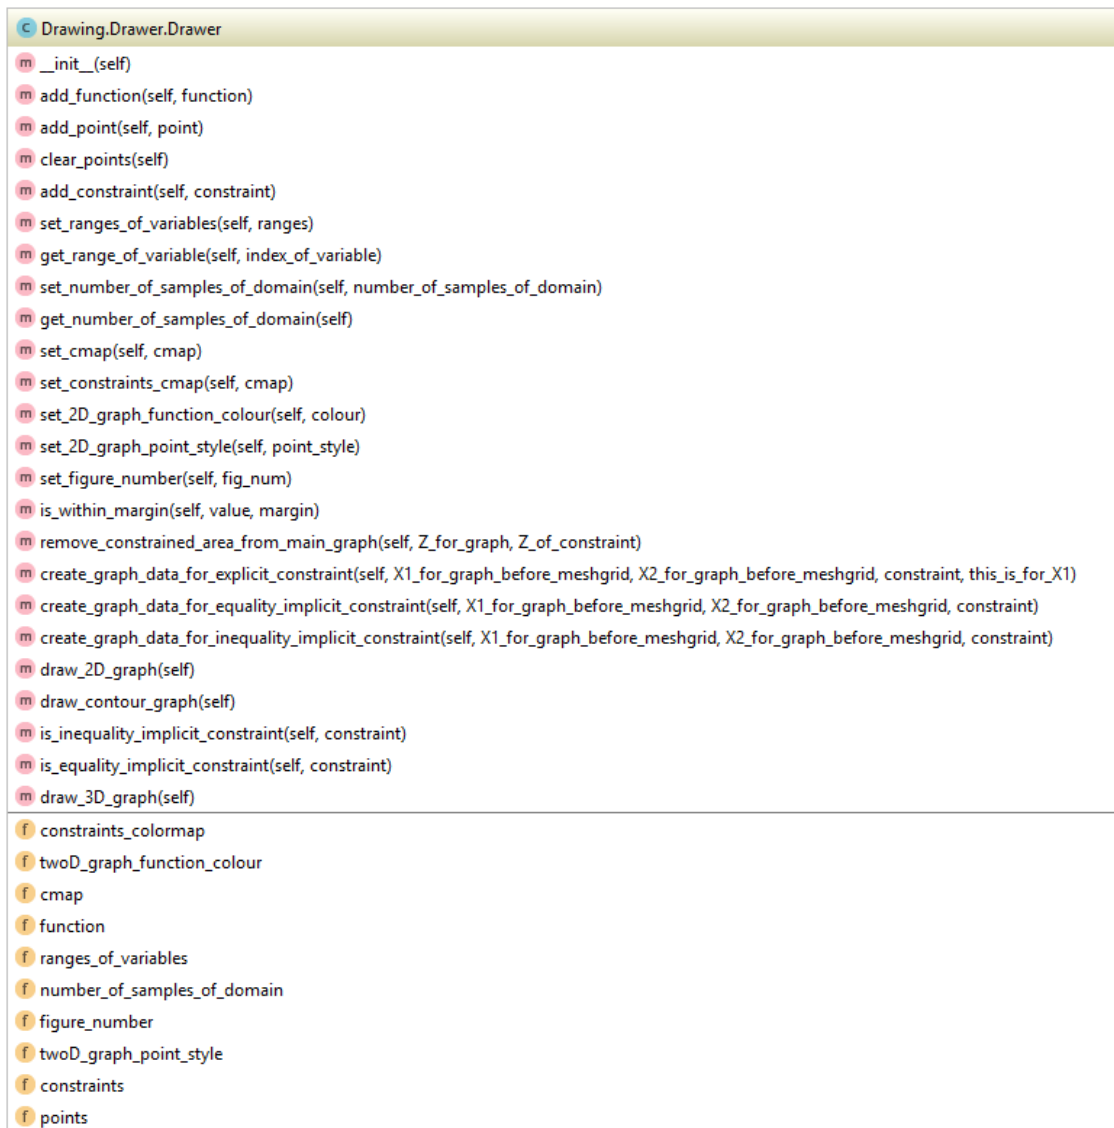 C Drawing.Drawer.Drawer
m __init__(self)
m add_function(self, function)
m add_point(self, point)
m clear_points(self)
m add_constraint(self, constraint)
m set_ranges_of_variables(self, ranges)
m get_range_of_variable(self, index_of_variable)
m set_number_of_samples_of_domain(self, number_of_samples_of_domain)
m get_number_of_samples_of_domain(self)
m set_cmap(self, cmap)
m set_constraints_cmap(self, cmap)
m set_2D_graph_function_colour(self, colour)
m set_2D_graph_point_style(self, point_style)
m set_figure_number(self, fig_num)
m is_within_margin(self, value, margin)
m remove_constrained_area_from_main_graph(self, Z_for_graph, Z_of_constraint)
m create_graph_data_for_explicit_constraint(self, X1_for_graph_before_meshgrid, X2_for_graph_before_meshgrid, constraint, this_is_for_X1)
m create_graph_data_for_equality_implicit_constraint(self, X1_for_graph_before_meshgrid, X2_for_graph_before_meshgrid, constraint)
m create_graph_data_for_inequality_implicit_constraint(self, X1_for_graph_before_meshgrid, X2_for_graph_before_meshgrid, constraint)
m draw_2D_graph(self)
m draw_contour_graph(self)
m is_inequality_implicit_constraint(self, constraint)
m is_equality_implicit_constraint(self, constraint)
m draw_3D_graph(self)
f constraints_colormap
f twoD_graph_function_colour
f cmap
f function
f ranges_of_variables
f number_of_samples_of_domain
f figure_number
f twoD_graph_point_style
f constraints
f points